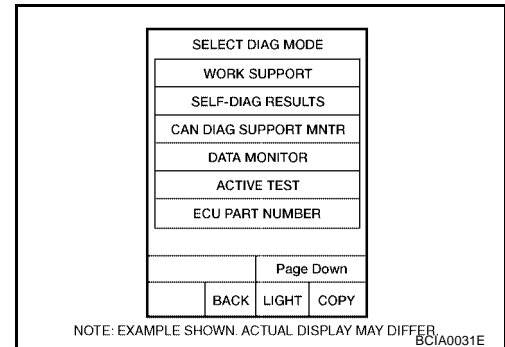 SELECT DIAG MODE
WORK SUPPORT
SELF-DIAG RESULTS
CAN DIAG SUPPORT MNTR
DATA MONITOR
ACTIVE TEST
ECU PART NUMBER
Page Down
BACK LIGHT COPY
NOTE: EXAMPLE SHOWN. ACTUAL DISPLAY MAY DIFFER.
BCIA0031E